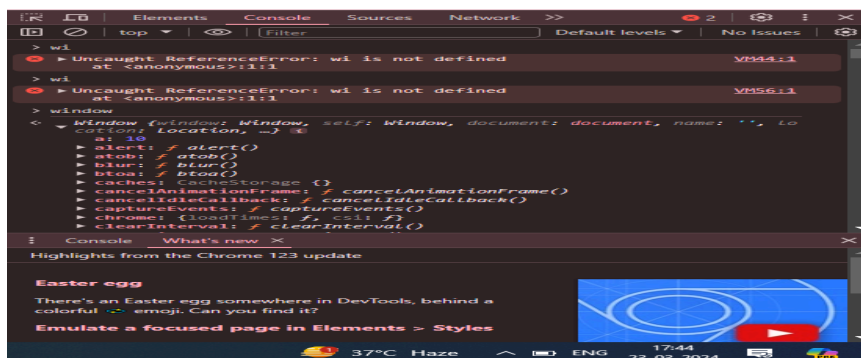 Elements Console Sources Network >> 2
top Filter Default levels No Issues
> wi
Uncaught ReferenceError: wi is not defined VM44:1
at <anonymous>:1:1
> wi
Uncaught ReferenceError: wi is not defined VM56:1
at <anonymous>:1:1
> window
Window {window: Window, self: Window, document: document, name: '', lo
cation: Location, …}
a: 10
alert: ƒ alert()
atob: ƒ atob()
blur: ƒ blur()
btoa: ƒ btoa()
caches: CacheStorage {}
cancelAnimationFrame: ƒ cancelAnimationFrame()
cancelIdleCallback: ƒ cancelIdleCallback()
captureEvents: ƒ captureEvents()
chrome: {loadTimes: ƒ, csi: ƒ}
clearInterval: ƒ clearInterval()
Console What's new
Highlights from the Chrome 123 update
Easter egg
There's an Easter egg somewhere in DevTools, behind a
colorful emoji. Can you find it?
Emulate a focused page in Elements > Styles
37°C Haze ENG 17:44
23-03-2024